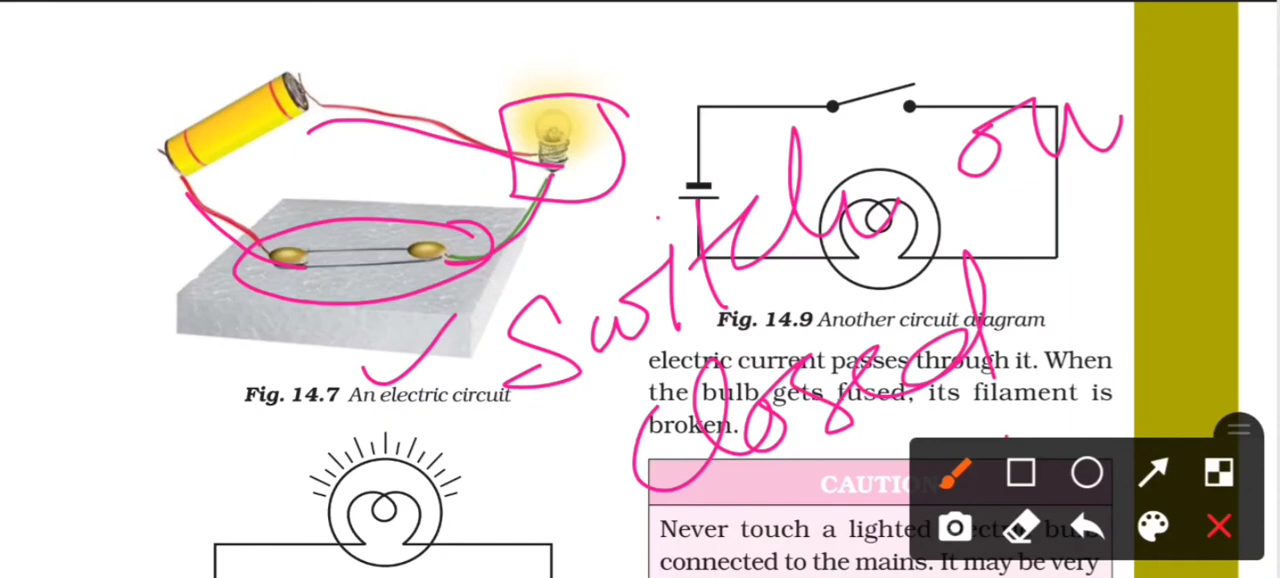 Fig. 14.7 An electric circuit
Switch on
closed
Fig. 14.9 Another circuit diagram
electric current passes through it. When
the bulb gets fused, its filament is
broken.
CAUTION
Never touch a lighted electric bulb
connected to the mains. It may be very